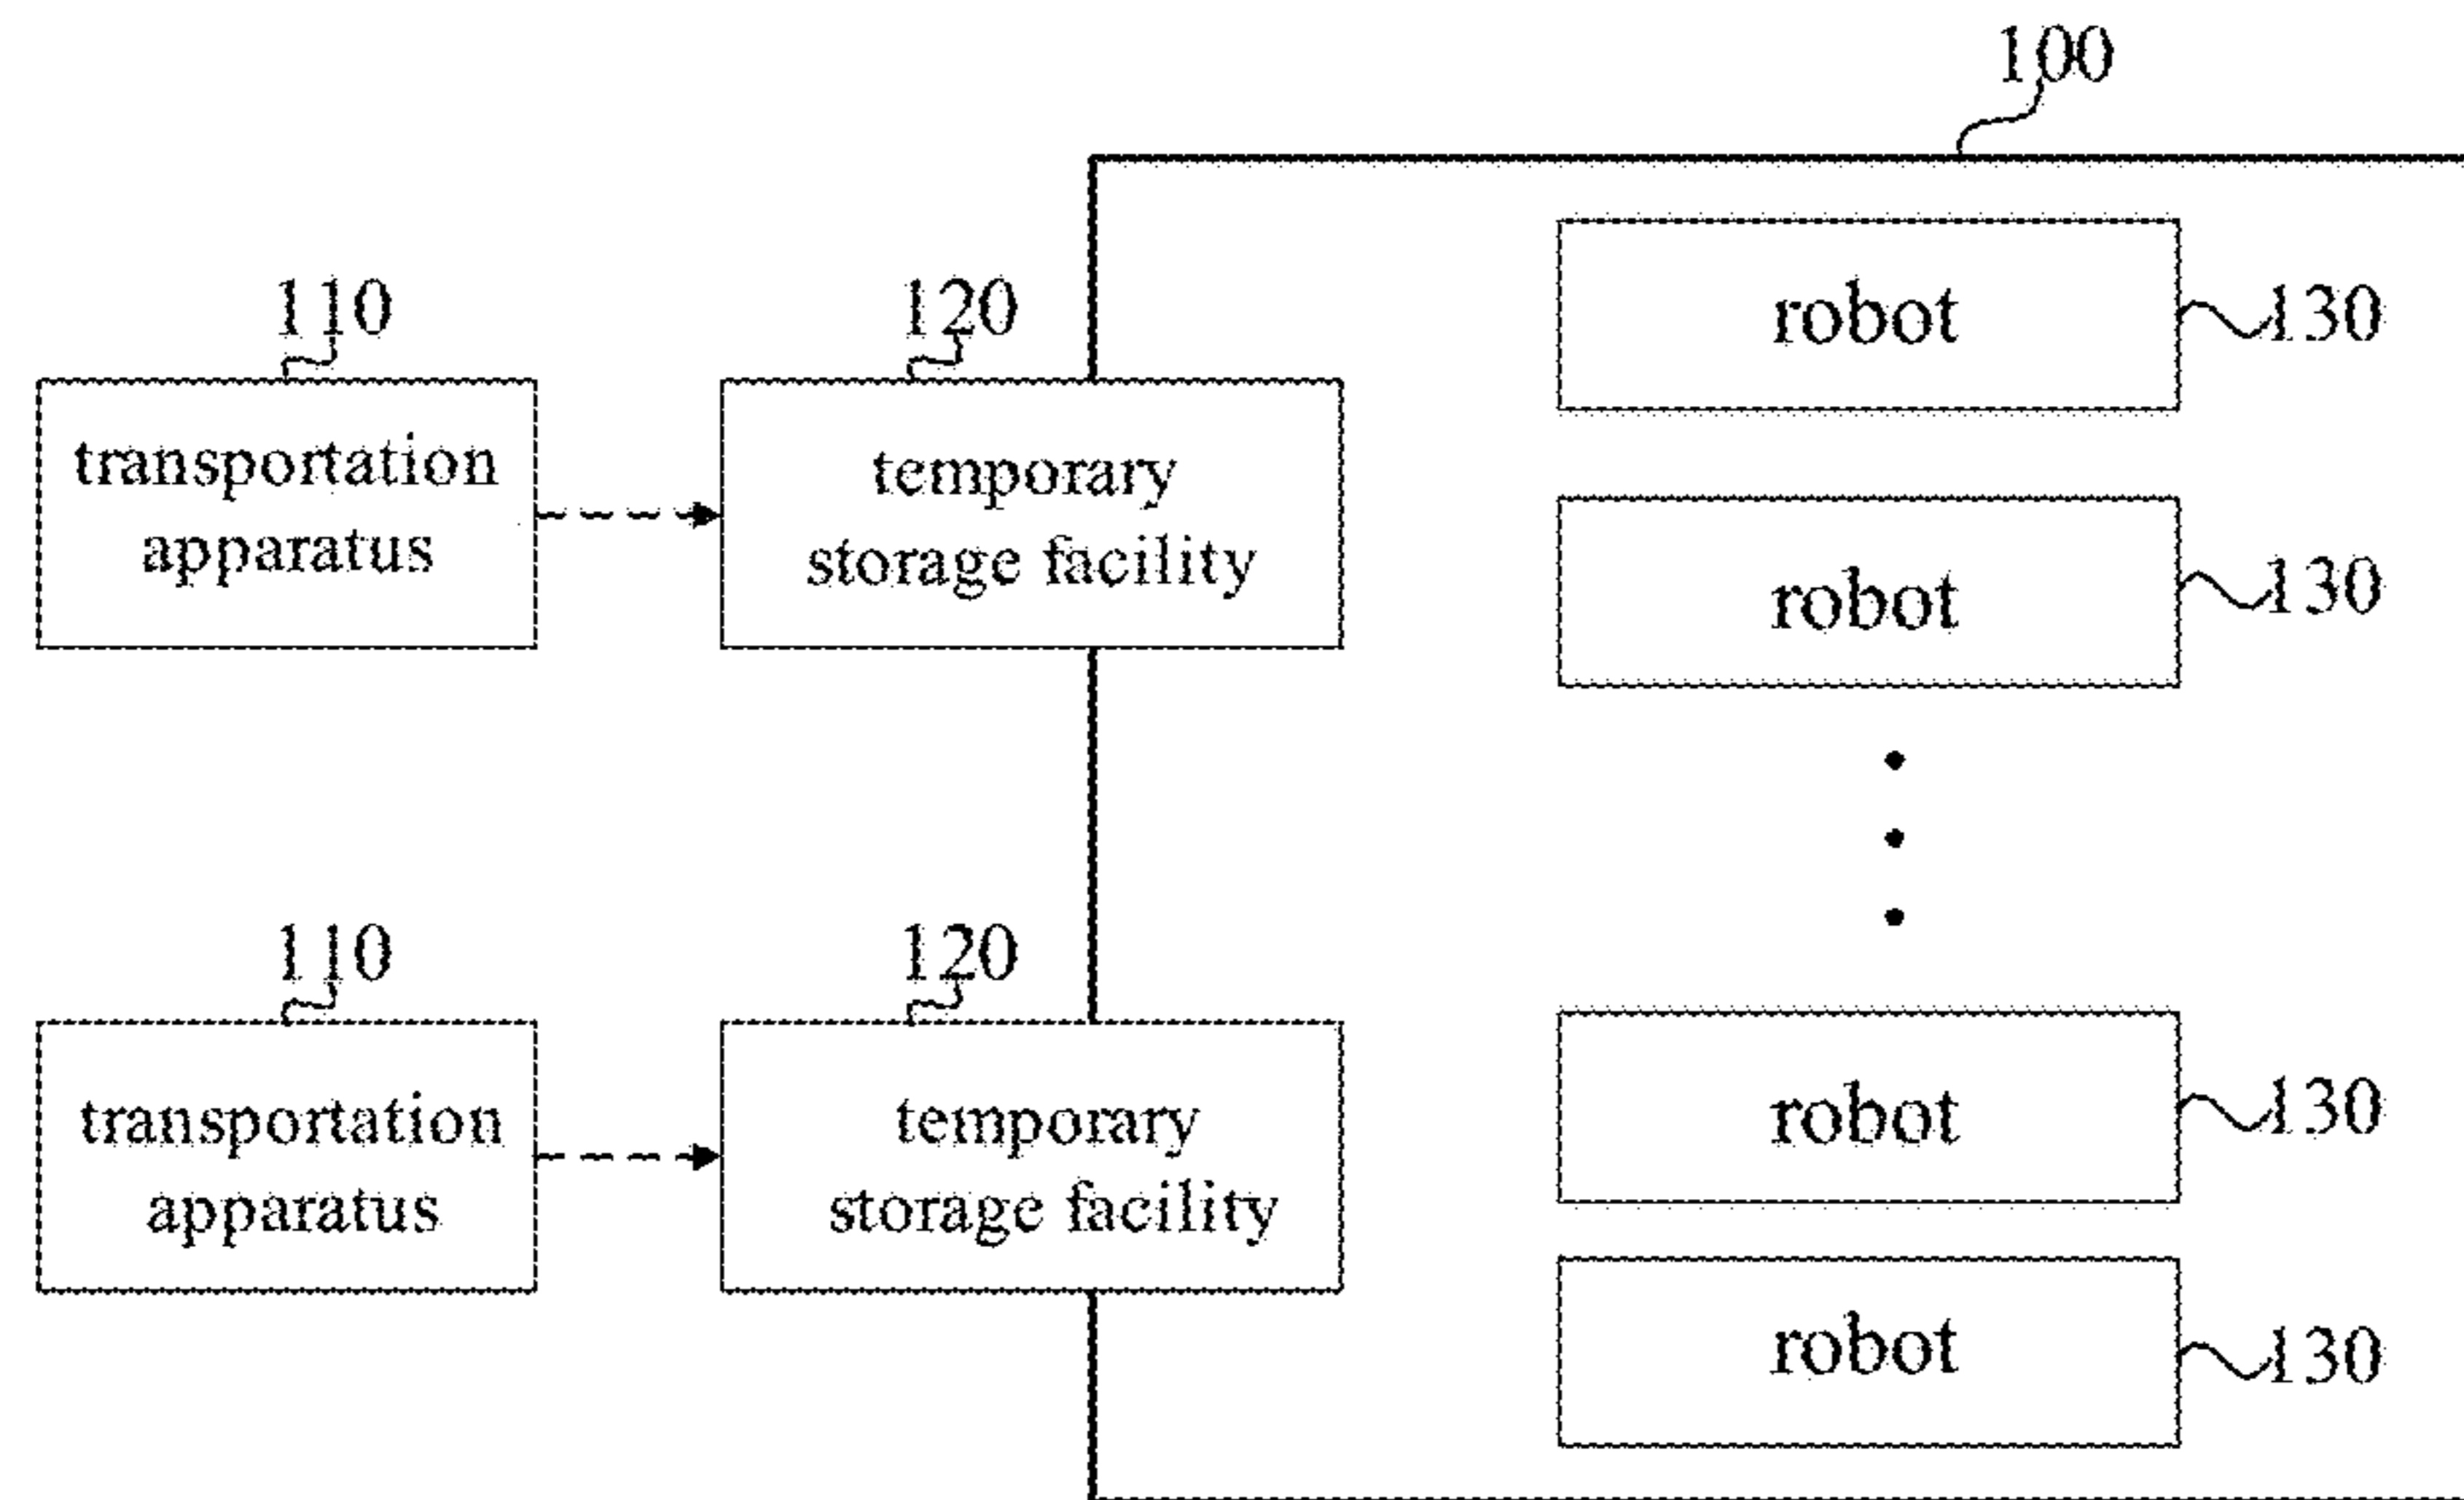 100
110
120
robot
130
transportation
apparatus
temporary
storage facility
robot
130
110
120
transportation
apparatus
temporary
storage facility
robot
130
robot
130